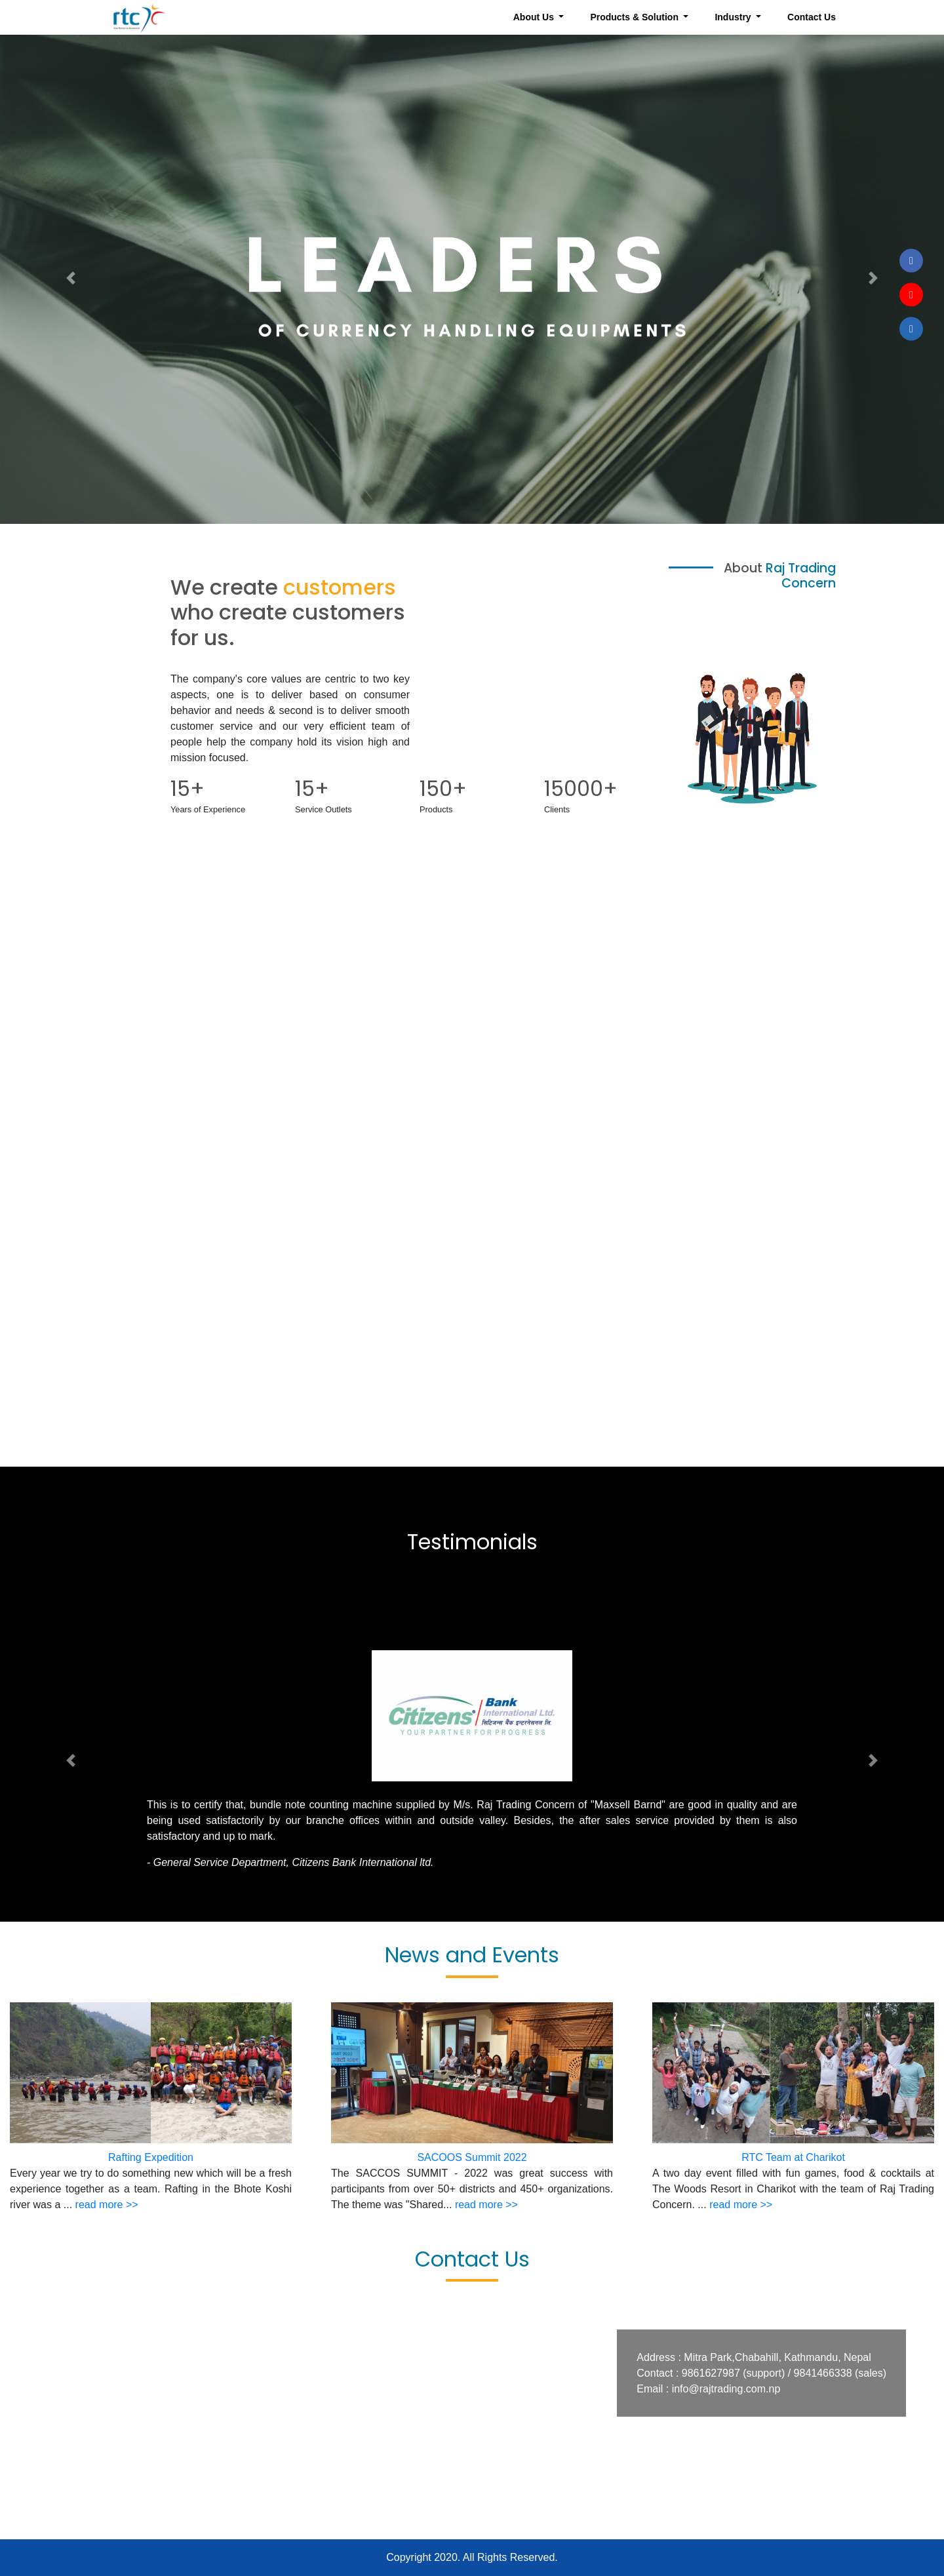 rtc
About Us
Products & Solution
Industry
Contact Us
LEADERS
OF CURRENCY HANDLING EQUIPMENTS
About Raj Trading
Concern
We create customers
who create customers
for us.
The company's core values are centric to two key
aspects, one is to deliver based on consumer
behavior and needs & second is to deliver smooth
customer service and our very efficient team of
people help the company hold its vision high and
mission focused.
15+
Years of Experience
15+
Service Outlets
150+
Products
15000+
Clients
Testimonials
Citizens Bank
International Ltd.
सिटिजन्स बैंक इन्टरनेसनल लि.
YOUR PARTNER FOR PROGRESS
This is to certify that, bundle note counting machine supplied by M/s. Raj Trading Concern of "Maxsell Barnd" are good in quality and are
being used satisfactorily by our branche offices within and outside valley. Besides, the after sales service provided by them is also
satisfactory and up to mark.
- General Service Department, Citizens Bank International ltd.
News and Events
Rafting Expedition
Every year we try to do something new which will be a fresh
experience together as a team. Rafting in the Bhote Koshi
river was a ... read more >>
SACOOS Summit 2022
The SACCOS SUMMIT - 2022 was great success with
participants from over 50+ districts and 450+ organizations.
The theme was "Shared... read more >>
RTC Team at Charikot
A two day event filled with fun games, food & cocktails at
The Woods Resort in Charikot with the team of Raj Trading
Concern. ... read more >>
Contact Us
Address : Mitra Park,Chabahill, Kathmandu, Nepal
Contact : 9861627987 (support) / 9841466338 (sales)
Email : info@rajtrading.com.np
Copyright 2020. All Rights Reserved.